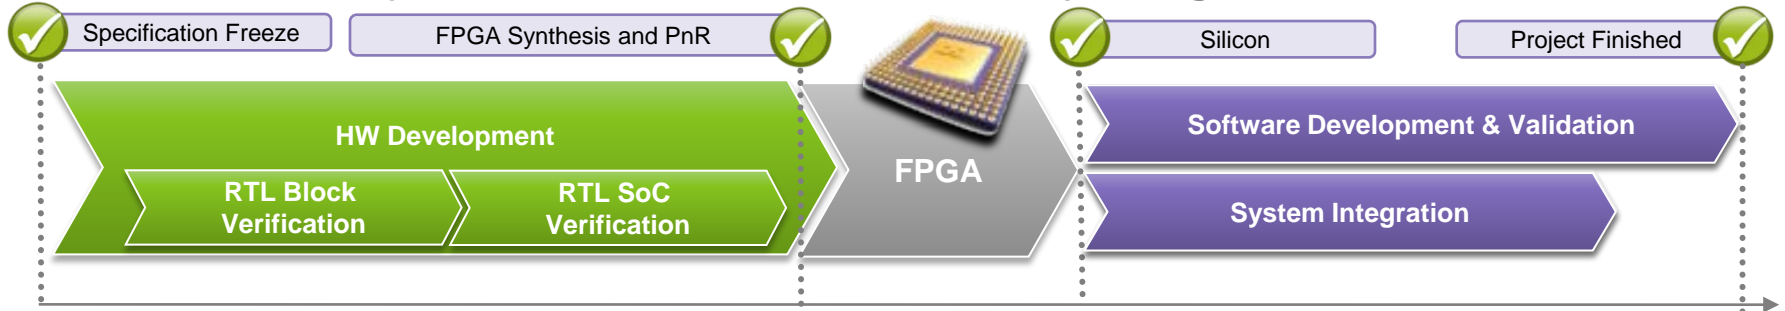 Specification Freeze
FPGA Synthesis and PnR
Silicon
Project Finished
HW Development
RTL Block
Verification
RTL SoC
Verification
FPGA
Software Development & Validation
System Integration